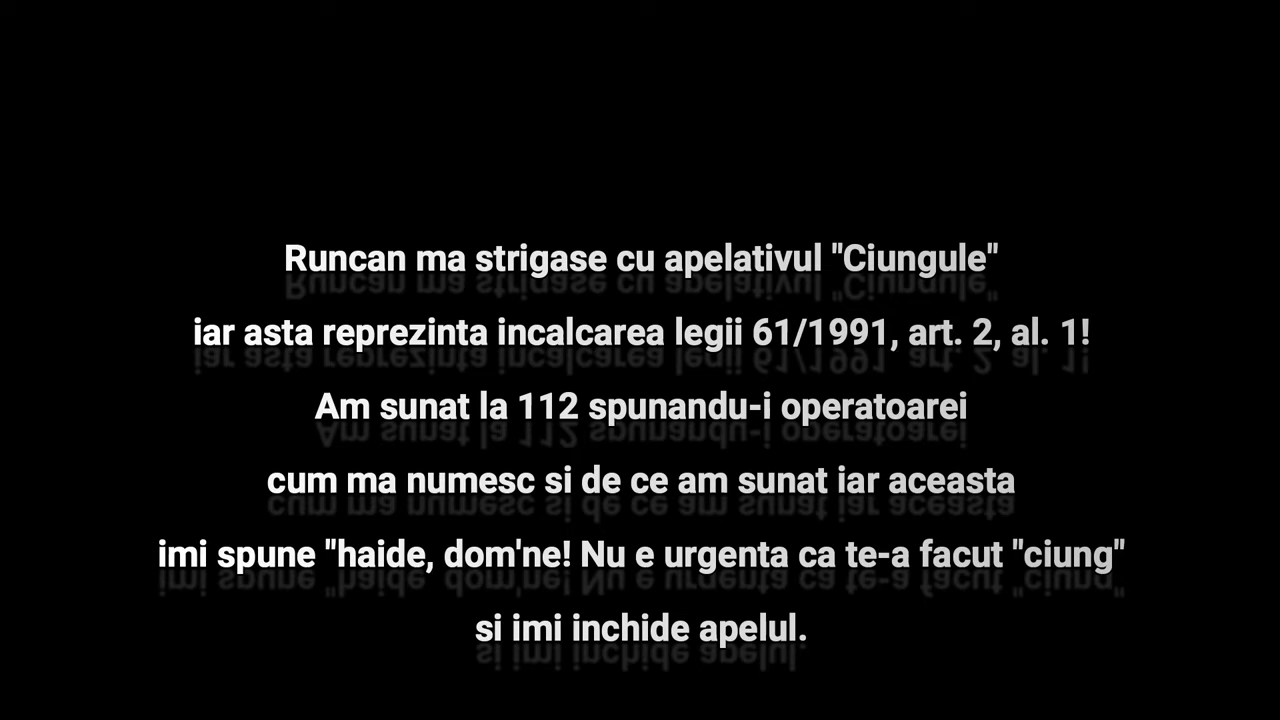 Runcan ma strigase cu apelativul "Ciungule"
iar asta reprezinta incalcarea legii 61/1991, art. 2, al. 1!
Am sunat la 112 spunandu-i operatoarei
cum ma numesc si de ce am sunat iar aceasta
imi spune "haide, dom'ne! Nu e urgenta ca te-a facut "ciung"
si imi inchide apelul.